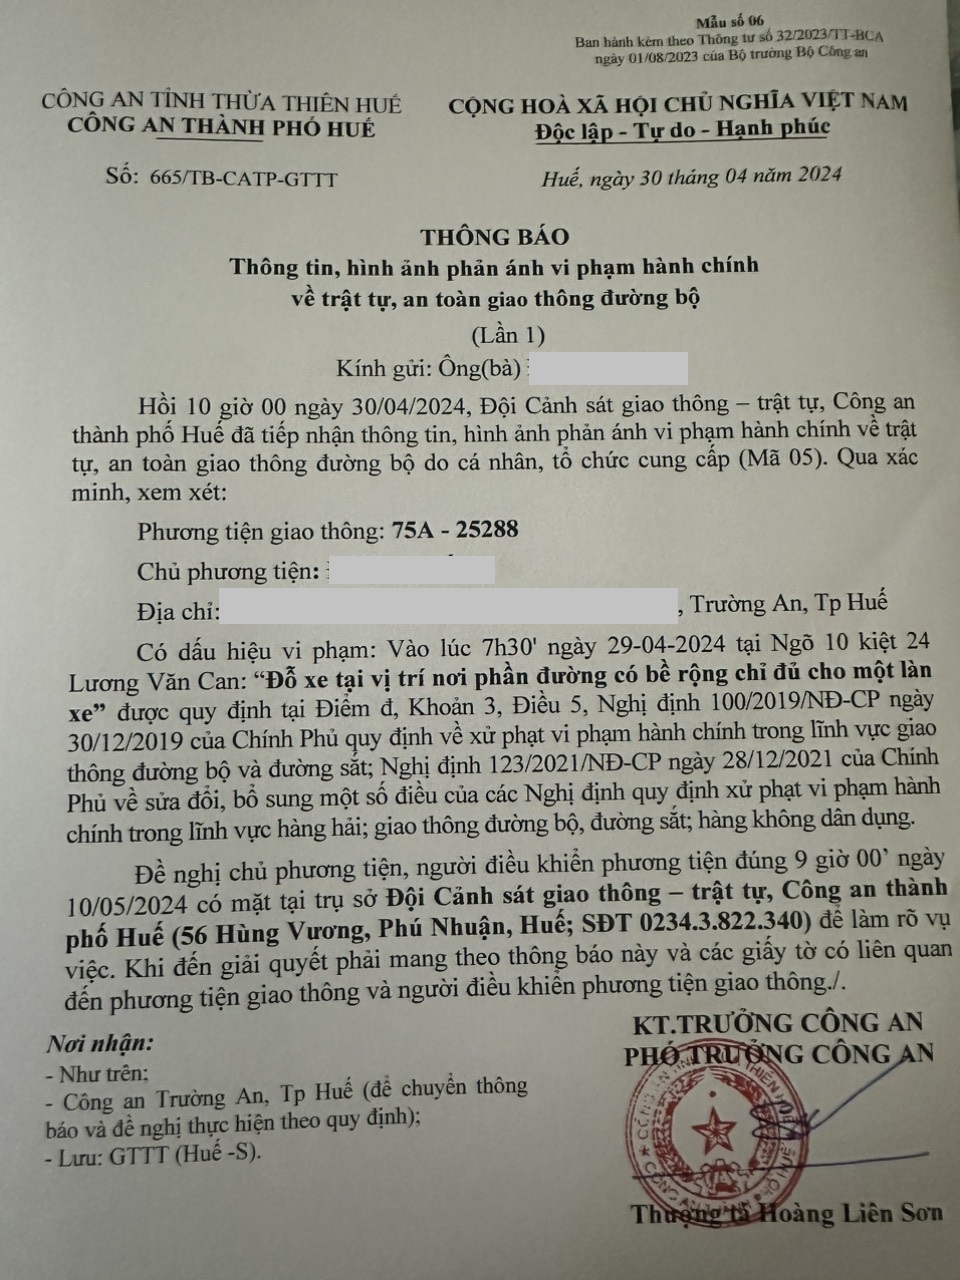 Mẫu số 06
Ban hành kèm theo Thông tư số 32/2023/TT-BCA
ngày 01/08/2023 của Bộ trưởng Bộ Công an
CÔNG AN TỈNH THỪA THIÊN HUẾ
CÔNG AN THÀNH PHỐ HUẾ
CỘNG HOÀ XÃ HỘI CHỦ NGHĨA VIỆT NAM
Độc lập - Tự do - Hạnh phúc
Số: 665/TB-CATP-GTTT
Huế, ngày 30 tháng 04 năm 2024
THÔNG BÁO
Thông tin, hình ảnh phản ánh vi phạm hành chính
về trật tự, an toàn giao thông đường bộ
(Lần 1)
Kính gửi: Ông(bà)
Hồi 10 giờ 00 ngày 30/04/2024, Đội Cảnh sát giao thông – trật tự, Công an
thành phố Huế đã tiếp nhận thông tin, hình ảnh phản ánh vi phạm hành chính về trật
tự, an toàn giao thông đường bộ do cá nhân, tổ chức cung cấp (Mã 05). Qua xác
minh, xem xét:
Phương tiện giao thông: 75A - 25288
Chủ phương tiện:
Địa chỉ: , Trường An, Tp Huế
Có dấu hiệu vi phạm: Vào lúc 7h30' ngày 29-04-2024 tại Ngõ 10 kiệt 24
Lương Văn Can: “Đỗ xe tại vị trí nơi phần đường có bề rộng chỉ đủ cho một làn
xe” được quy định tại Điểm đ, Khoản 3, Điều 5, Nghị định 100/2019/NĐ-CP ngày
30/12/2019 của Chính Phủ quy định về xử phạt vi phạm hành chính trong lĩnh vực giao
thông đường bộ và đường sắt; Nghị định 123/2021/NĐ-CP ngày 28/12/2021 của Chính
Phủ về sửa đổi, bổ sung một số điều của các Nghị định quy định xử phạt vi phạm hành
chính trong lĩnh vực hàng hải; giao thông đường bộ, đường sắt; hàng không dân dụng.
Đề nghị chủ phương tiện, người điều khiển phương tiện đúng 9 giờ 00’ ngày
10/05/2024 có mặt tại trụ sở Đội Cảnh sát giao thông – trật tự, Công an thành
phố Huế (56 Hùng Vương, Phú Nhuận, Huế; SĐT 0234.3.822.340) để làm rõ vụ
việc. Khi đến giải quyết phải mang theo thông báo này và các giấy tờ có liên quan
đến phương tiện giao thông và người điều khiển phương tiện giao thông./.
Nơi nhận:
- Như trên;
- Công an Trường An, Tp Huế (để chuyển thông
báo và đề nghị thực hiện theo quy định);
- Lưu: GTTT (Huế -S).
KT.TRƯỞNG CÔNG AN
PHÓ TRƯỞNG CÔNG AN
Thượng tá Hoàng Liên Sơn